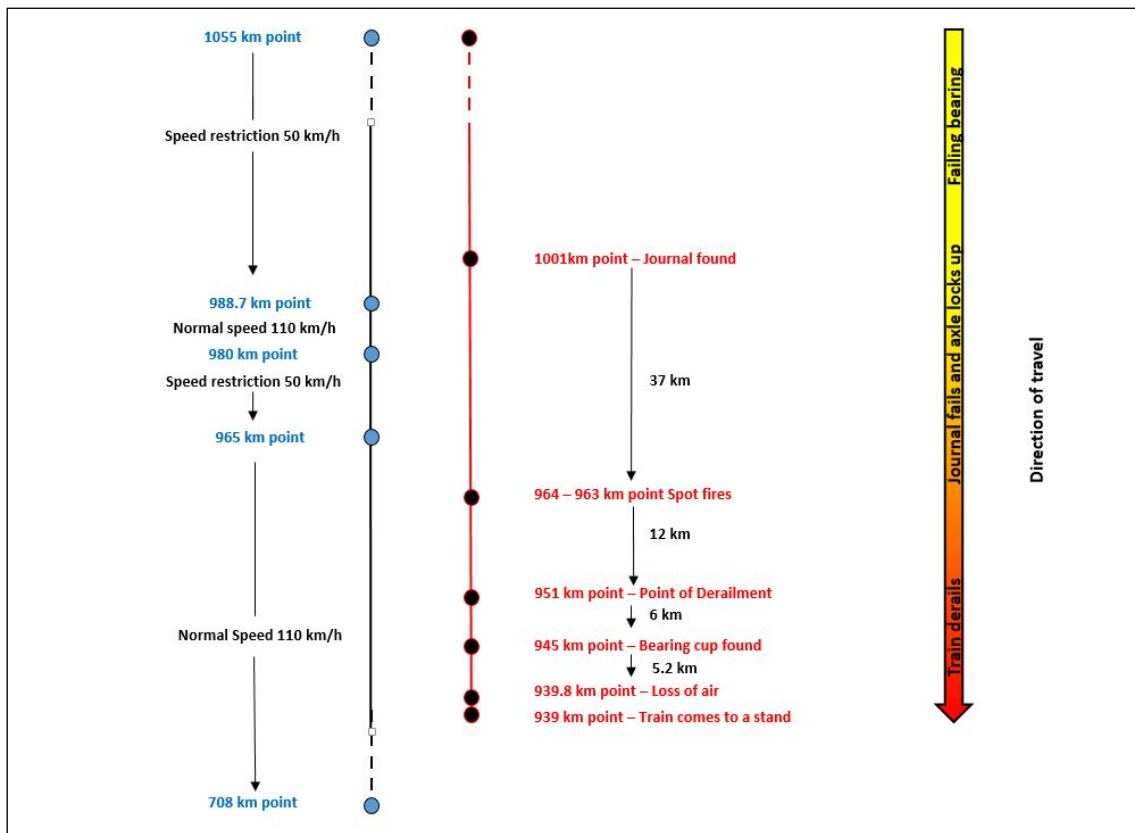 1055 km point
Speed restriction 50 km/h
988.7 km point
Normal speed 110 km/h
980 km point
Speed restriction 50 km/h
965 km point
Normal Speed 110 km/h
708 km point
1001km point – Journal found
37 km
964 – 963 km point Spot fires
12 km
951 km point – Point of Derailment
6 km
945 km point – Bearing cup found
5.2 km
939.8 km point – Loss of air
939 km point – Train comes to a stand
Failing bearing
Journal fails and axle locks up
Train derails
Direction of travel